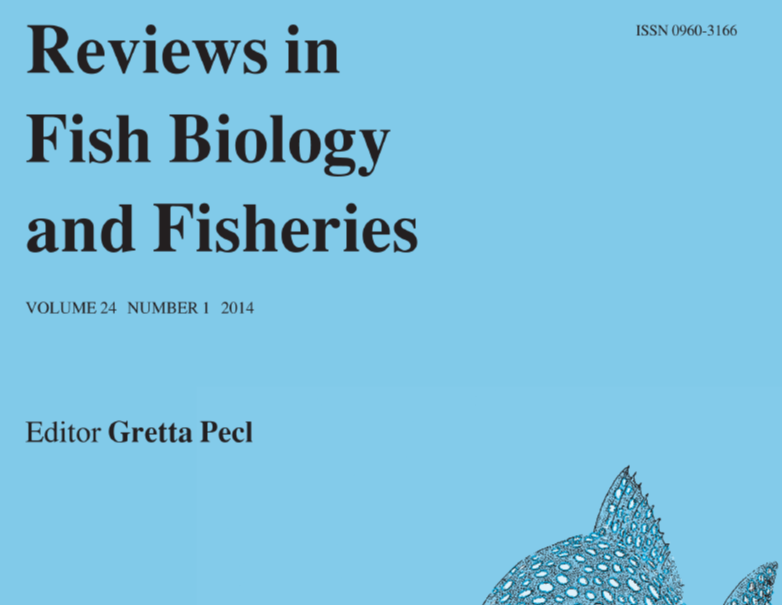 Reviews in
ISSN 0960-3166
Fish Biology
and Fisheries
VOLUME 24 NUMBER 1 2014
Editor Gretta Pecl